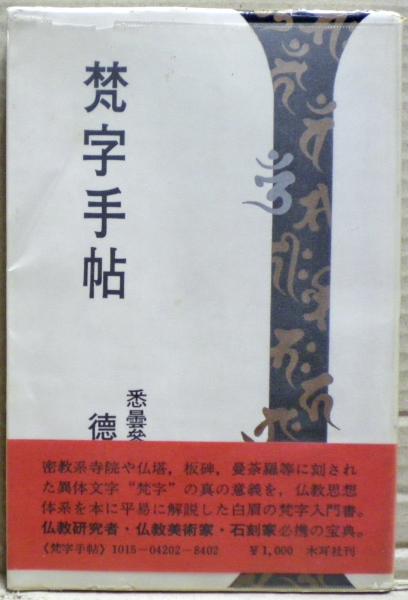 梵字手帖
悉曇
徳
密教系寺院や仏塔，板碑，曼荼羅等に刻され
た異体文字“梵字”の真の意義を，仏教思想
体系を本に平易に解説した白眉の梵字入門書。
仏教研究者・仏教美術家・石刻家必携の宝典。
〈梵字手帖〉1015-04202-8402 ￥1,000 木耳社刊